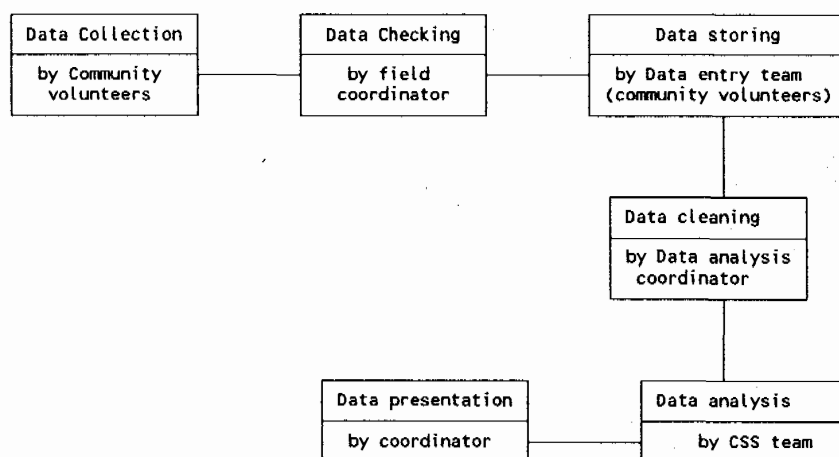 Data Collection
by Community
volunteers
Data Checking
by field
coordinator
Data storing
by Data entry team
(community volunteers)
Data cleaning
by Data analysis
coordinator
Data analysis
by CSS team
Data presentation
by coordinator